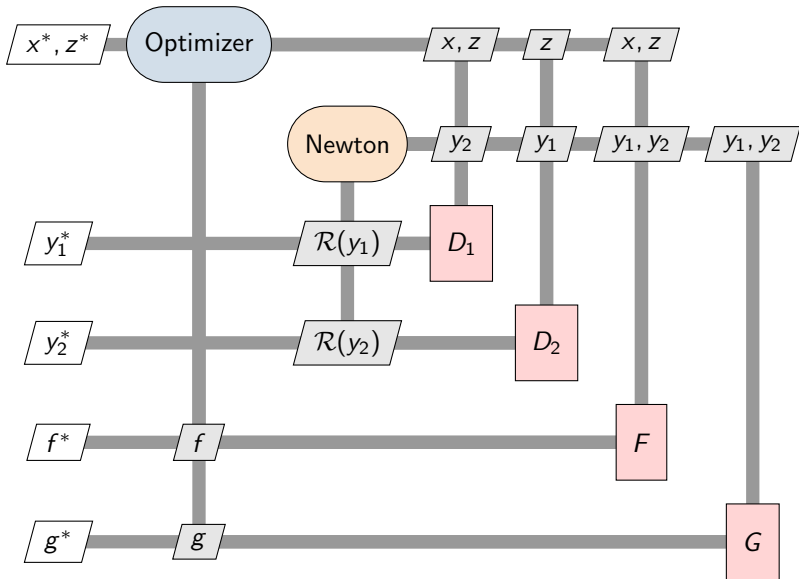 x*, z* Optimizer x, z z x, z
Newton y₂ y₁ y₁, y₂ y₁, y₂
y₁* ℛ(y₁) D₁
y₂* ℛ(y₂) D₂
f* f F
g* g G